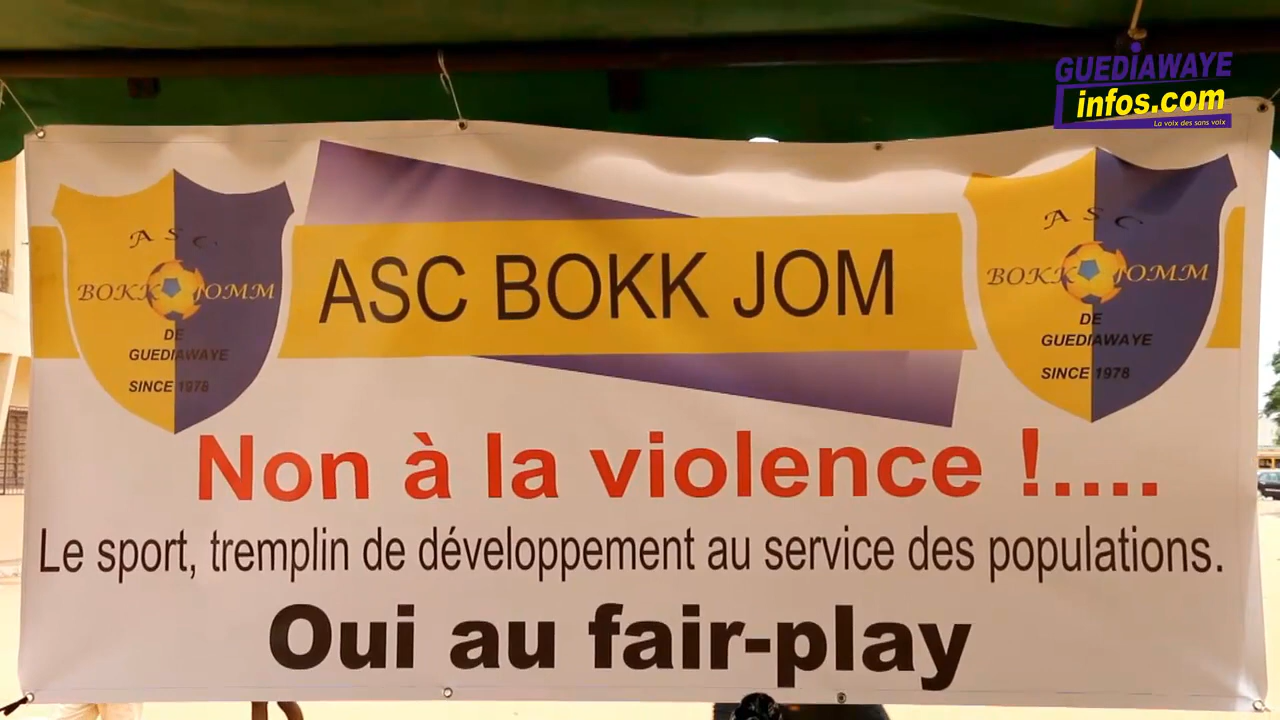 GUEDIAWAYE
infos.com
La voix des sans voix
ASC
BOKK JOMM
DE
GUEDIAWAYE
SINCE 1978
ASC BOKK JOM
ASC
BOKK JOMM
DE
GUEDIAWAYE
SINCE 1978
Non à la violence !....
Le sport, tremplin de développement au service des populations.
Oui au fair-play